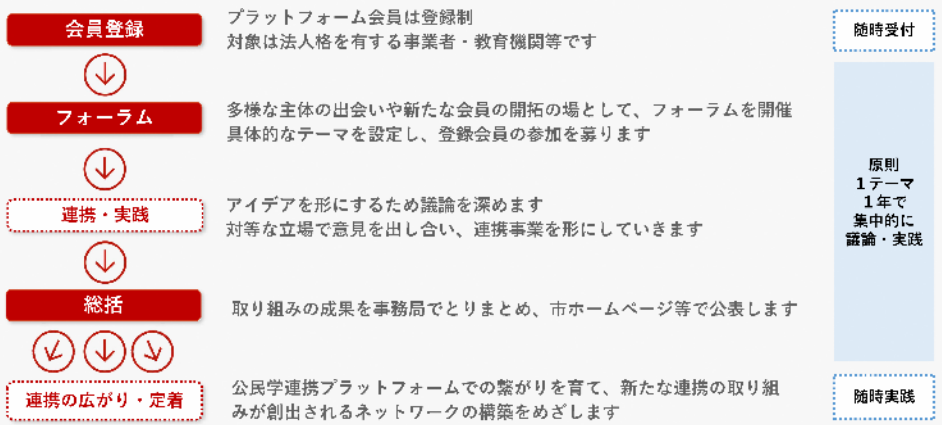 会員登録
プラットフォーム会員は登録制
対象は法人格を有する事業者・教育機関等です
随時受付
フォーラム
多様な主体の出会いや新たな会員の開拓の場として、フォーラムを開催
具体的なテーマを設定し、登録会員の参加を募ります
連携・実践
アイデアを形にするため議論を深めます
対等な立場で意見を出し合い、連携事業を形にしていきます
原則
１テーマ
１年で
集中的に
議論・実践
総括
取り組みの成果を事務局でとりまとめ、市ホームページ等で公表します
連携の広がり・定着
公民学連携プラットフォームでの繋がりを育て、新たな連携の取り組
みが創出されるネットワークの構築をめざします
随時実践